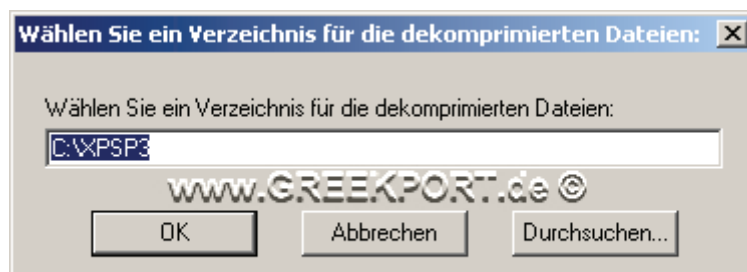 Wählen Sie ein Verzeichnis für die dekomprimierten Dateien:
Wählen Sie ein Verzeichnis für die dekomprimierten Dateien:
C:\XPSP3
www.GREEKPORT.de ©
OK Abbrechen Durchsuchen...